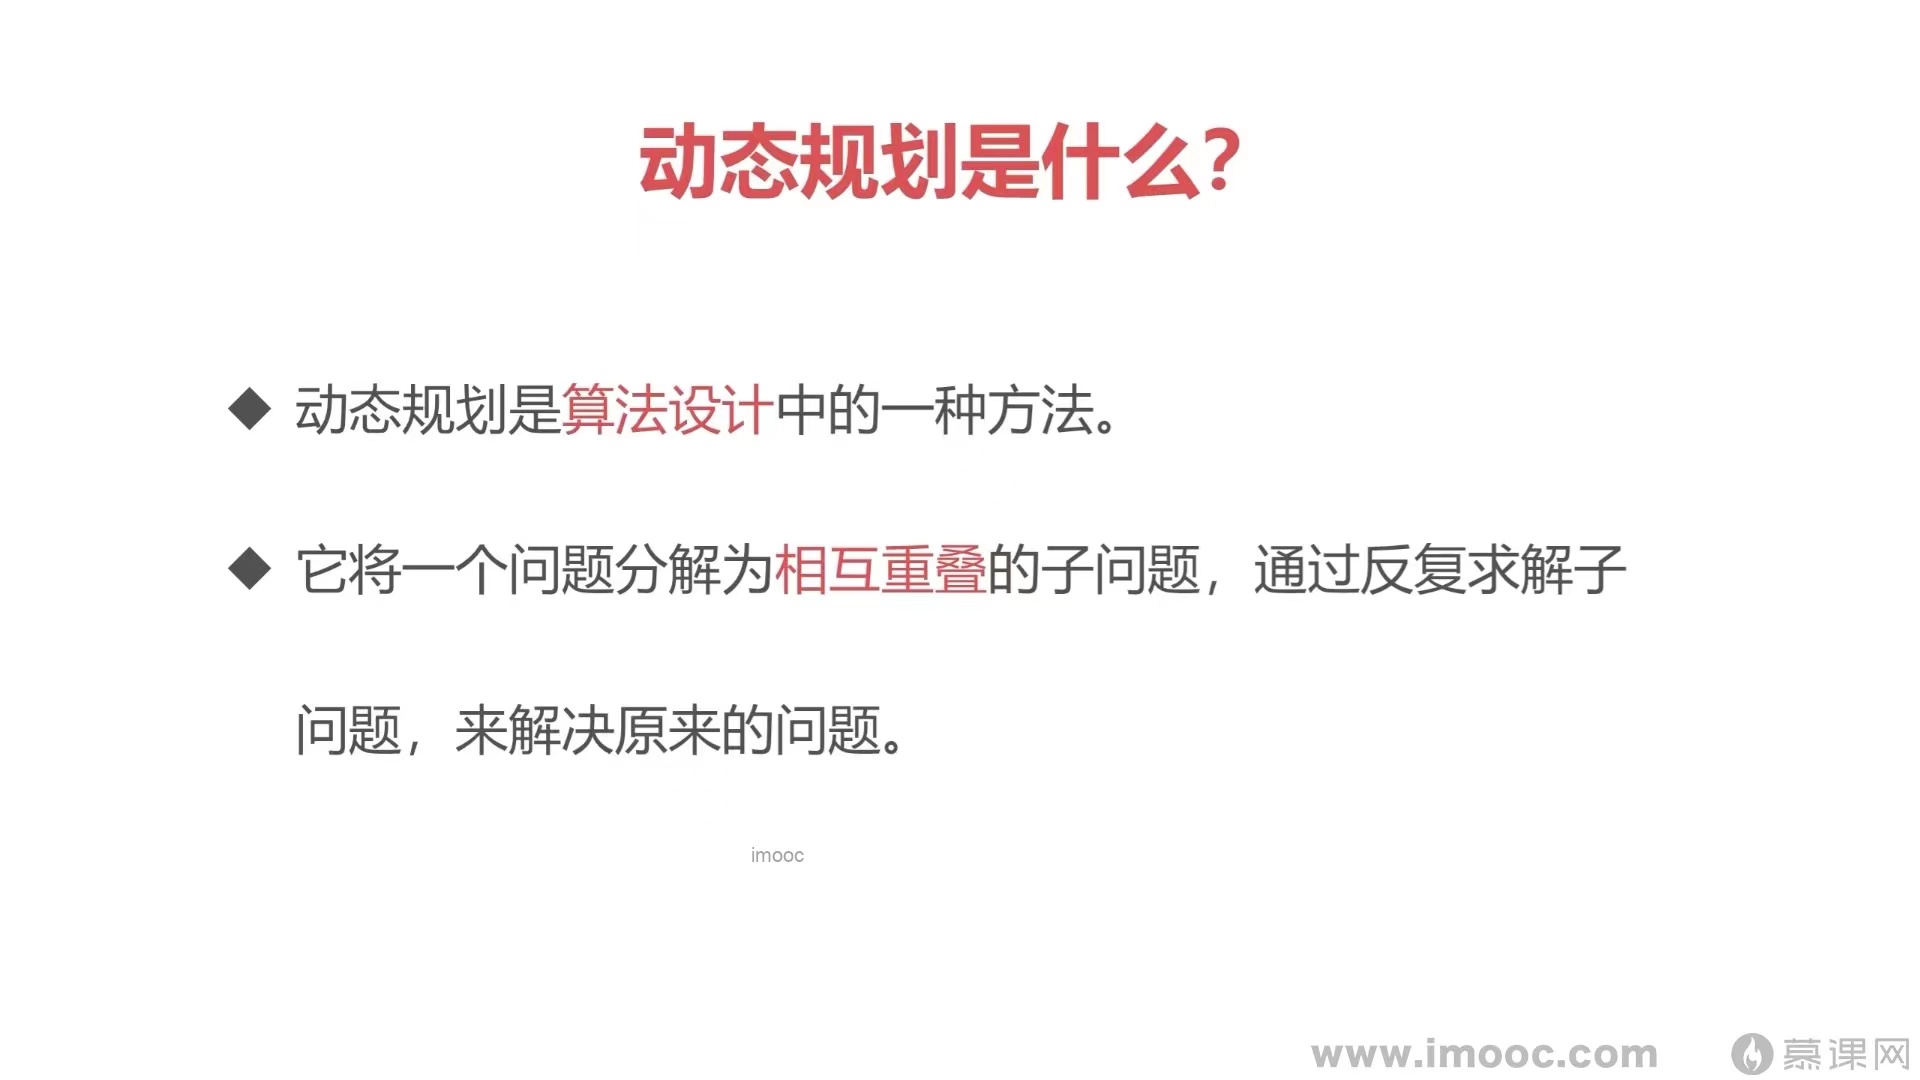 动态规划是什么？
◆ 动态规划是算法设计中的一种方法。
◆ 它将一个问题分解为相互重叠的子问题，通过反复求解子
问题，来解决原来的问题。
imooc
www.imooc.com 慕课网